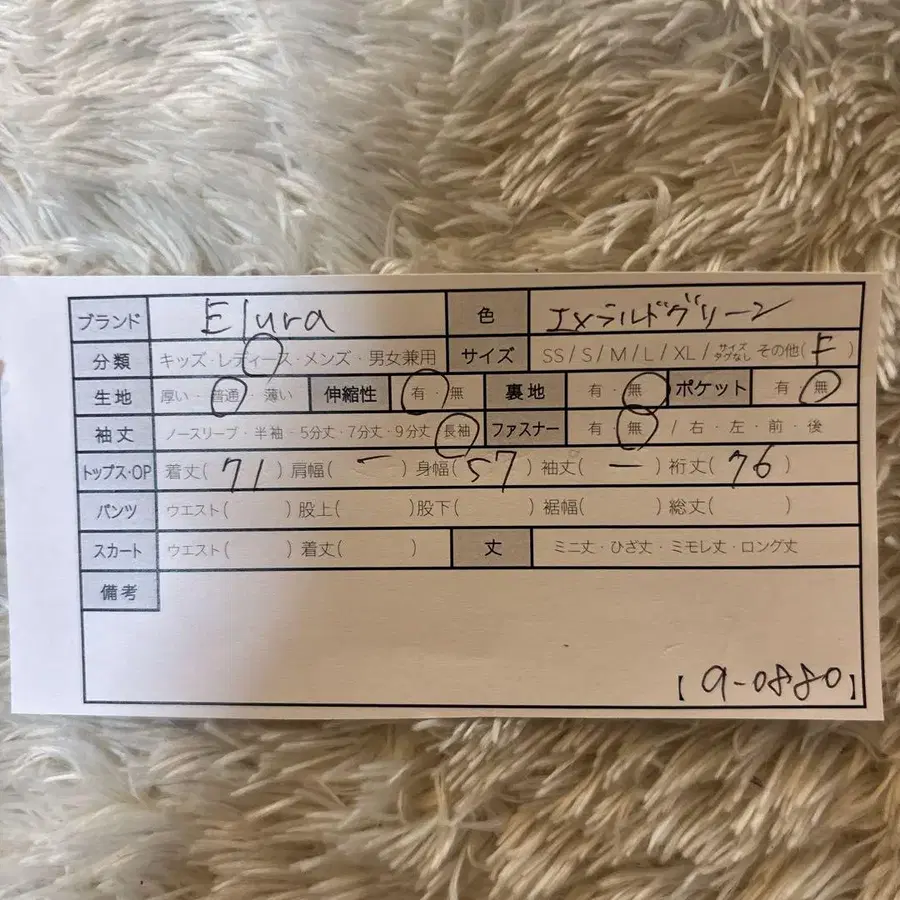 ブランド Elura 色 エメラルドグリーン
分類 キッズ・レディース・メンズ・男女兼用 サイズ SS / S / M / L / XL / サイズタグなし その他( F )
生地 厚い・普通・薄い 伸縮性 有・無 裏地 有・無 ポケット 有・無
袖丈 ノースリーブ・半袖・5分丈・7分丈・9分丈・長袖 ファスナー 有・無 / 右・左・前・後
トップス・OP 着丈( 71 ) 肩幅( ー ) 身幅( 57 ) 袖丈( ー ) 裄丈( 76 )
パンツ ウエスト( ) 股上( ) 股下( ) 裾幅( ) 総丈( )
スカート ウエスト( ) 着丈( ) 丈 ミニ丈・ひざ丈・ミモレ丈・ロング丈
備考
【 9-0880 】